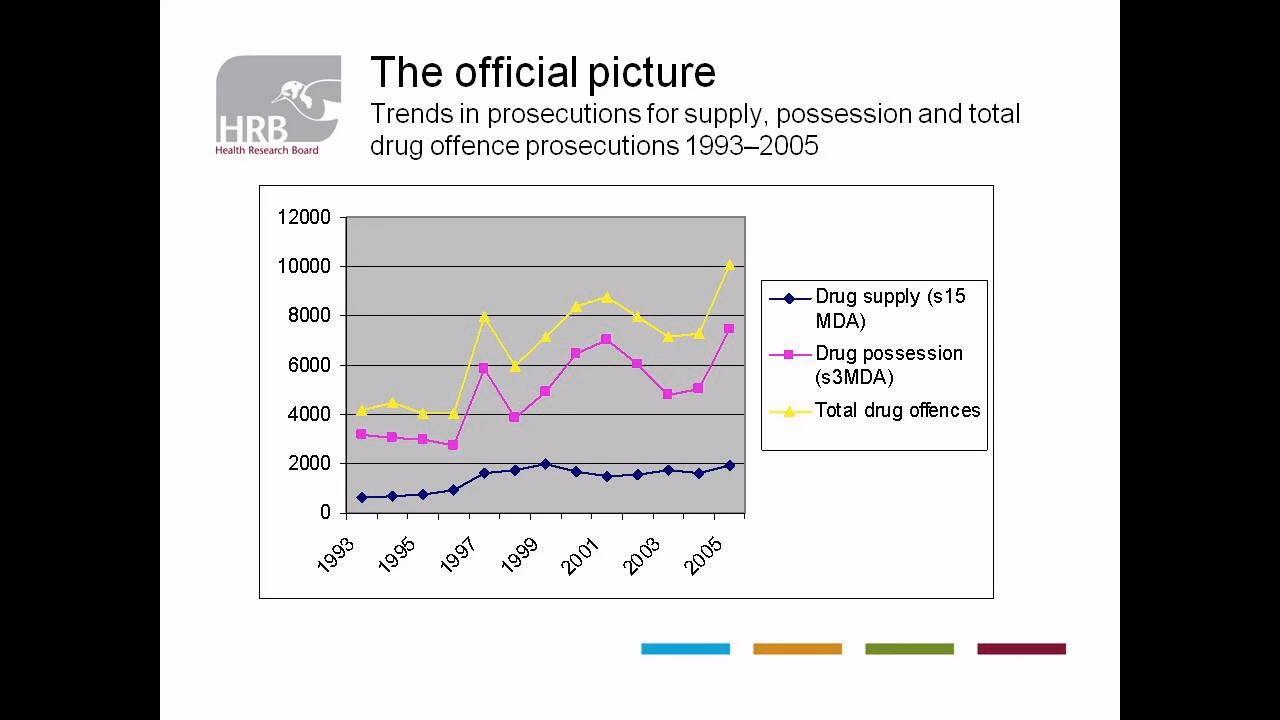 The official picture
Trends in prosecutions for supply, possession and total
drug offence prosecutions 1993–2005
HRB
Health Research Board
12000
10000
8000
6000
4000
2000
0
1993
1995
1997
1999
2001
2003
2005
Drug supply (s15
MDA)
Drug possession
(s3MDA)
Total drug offences